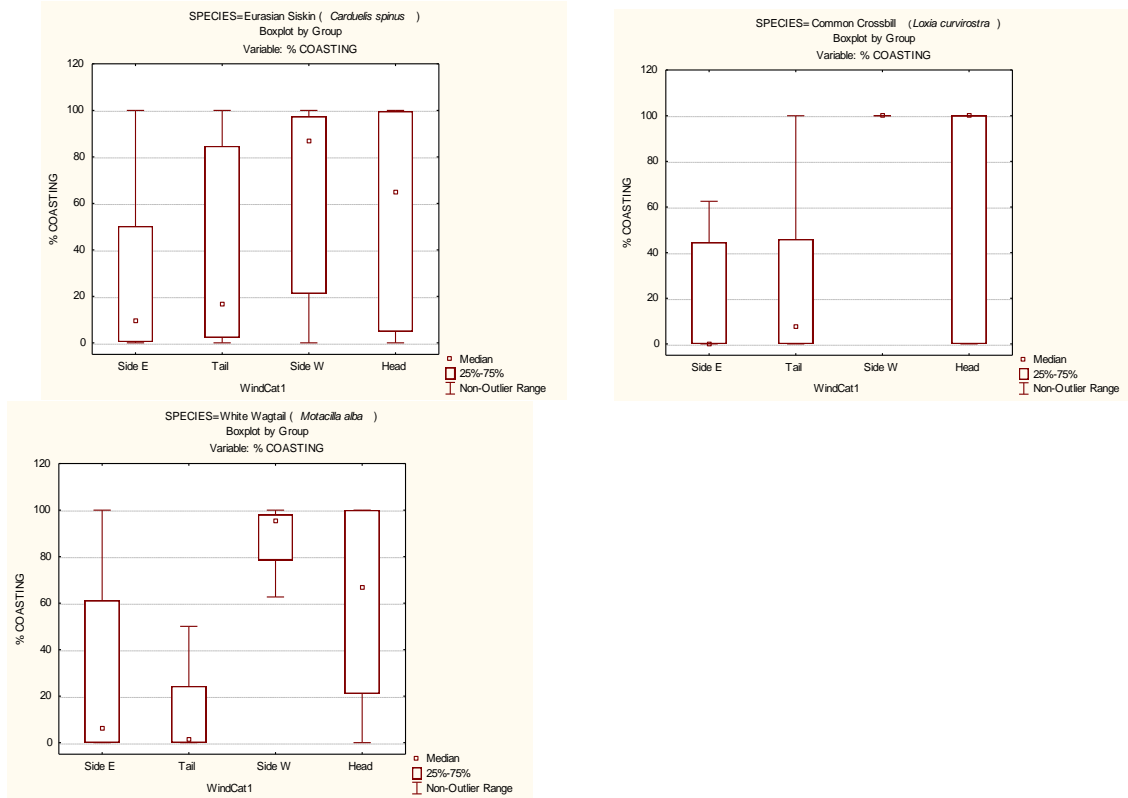 SPECIES=Eurasian Siskin ( Carduelis spinus )
Boxplot by Group
Variable: % COASTING
120
100
80
60
40
20
0
% COASTING
Side E Tail Side W Head
WindCat1
Median
25%-75%
Non-Outlier Range
SPECIES=Common Crossbill (Loxia curvirostra )
Boxplot by Group
Variable: % COASTING
120
100
80
60
40
20
0
% COASTING
Side E Tail Side W Head
WindCat1
Median
25%-75%
Non-Outlier Range
SPECIES=White Wagtail ( Motacilla alba )
Boxplot by Group
Variable: % COASTING
120
100
80
60
40
20
0
% COASTING
Side E Tail Side W Head
WindCat1
Median
25%-75%
Non-Outlier Range